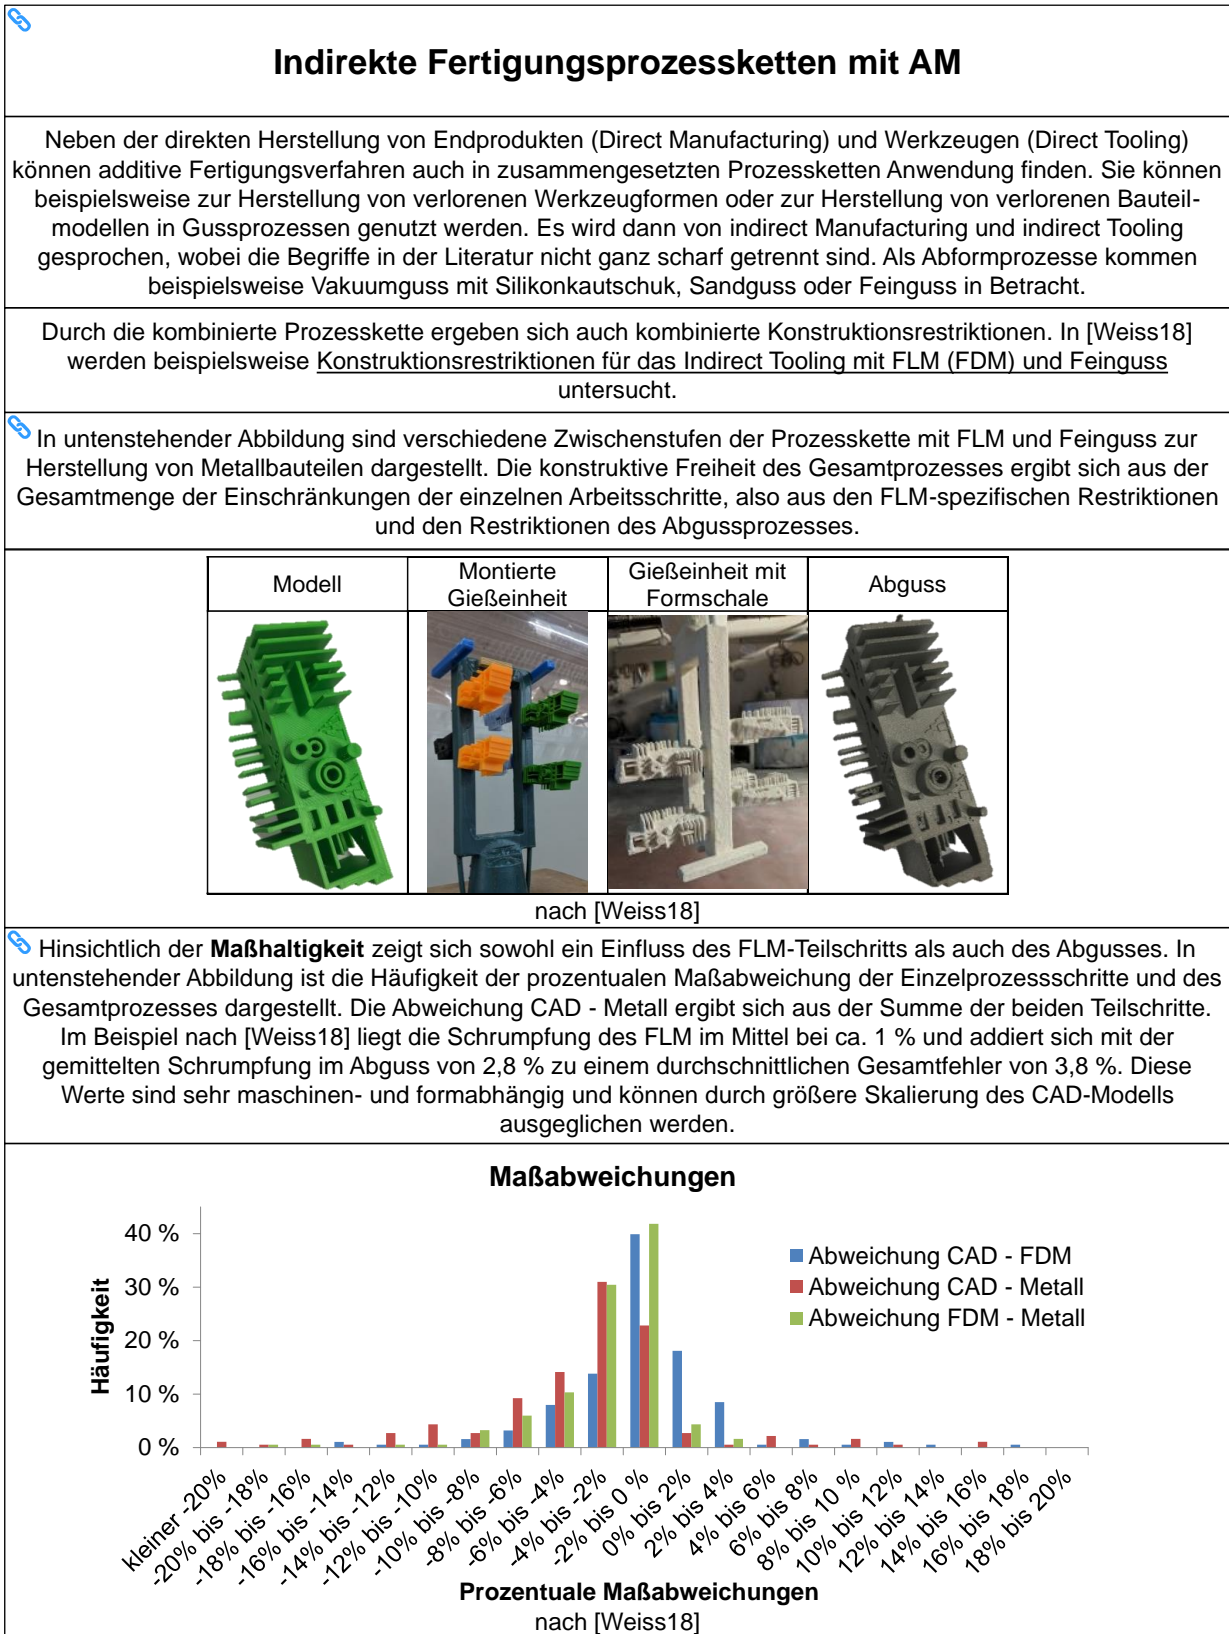 Indirekte Fertigungsprozessketten mit AM
Neben der direkten Herstellung von Endprodukten (Direct Manufacturing) und Werkzeugen (Direct Tooling)
können additive Fertigungsverfahren auch in zusammengesetzten Prozessketten Anwendung finden. Sie können
beispielsweise zur Herstellung von verlorenen Werkzeugformen oder zur Herstellung von verlorenen Bauteil-
modellen in Gussprozessen genutzt werden. Es wird dann von indirect Manufacturing und indirect Tooling
gesprochen, wobei die Begriffe in der Literatur nicht ganz scharf getrennt sind. Als Abformprozesse kommen
beispielsweise Vakuumguss mit Silikonkautschuk, Sandguss oder Feinguss in Betracht.
Durch die kombinierte Prozesskette ergeben sich auch kombinierte Konstruktionsrestriktionen. In [Weiss18]
werden beispielsweise Konstruktionsrestriktionen für das Indirect Tooling mit FLM (FDM) und Feinguss
untersucht.
In untenstehender Abbildung sind verschiedene Zwischenstufen der Prozesskette mit FLM und Feinguss zur
Herstellung von Metallbauteilen dargestellt. Die konstruktive Freiheit des Gesamtprozesses ergibt sich aus der
Gesamtmenge der Einschränkungen der einzelnen Arbeitsschritte, also aus den FLM-spezifischen Restriktionen
und den Restriktionen des Abgussprozesses.
Modell
Montierte
Gießeinheit
Gießeinheit mit
Formschale
Abguss
nach [Weiss18]
Hinsichtlich der Maßhaltigkeit zeigt sich sowohl ein Einfluss des FLM-Teilschritts als auch des Abgusses. In
untenstehender Abbildung ist die Häufigkeit der prozentualen Maßabweichung der Einzelprozessschritte und des
Gesamtprozesses dargestellt. Die Abweichung CAD - Metall ergibt sich aus der Summe der beiden Teilschritte.
Im Beispiel nach [Weiss18] liegt die Schrumpfung des FLM im Mittel bei ca. 1 % und addiert sich mit der
gemittelten Schrumpfung im Abguss von 2,8 % zu einem durchschnittlichen Gesamtfehler von 3,8 %. Diese
Werte sind sehr maschinen- und formabhängig und können durch größere Skalierung des CAD-Modells
ausgeglichen werden.
Maßabweichungen
Häufigkeit
40 %
30 %
20 %
10 %
0 %
Abweichung CAD - FDM
Abweichung CAD - Metall
Abweichung FDM - Metall
kleiner -20%
-20% bis -18%
-18% bis -16%
-16% bis -14%
-14% bis -12%
-12% bis -10%
-10% bis -8%
-8% bis -6%
-6% bis -4%
-4% bis -2%
-2% bis 0 %
0% bis 2%
2% bis 4%
4% bis 6%
6% bis 8%
8% bis 10 %
10% bis 12%
12% bis 14%
14% bis 16%
16% bis 18%
18% bis 20%
Prozentuale Maßabweichungen
nach [Weiss18]